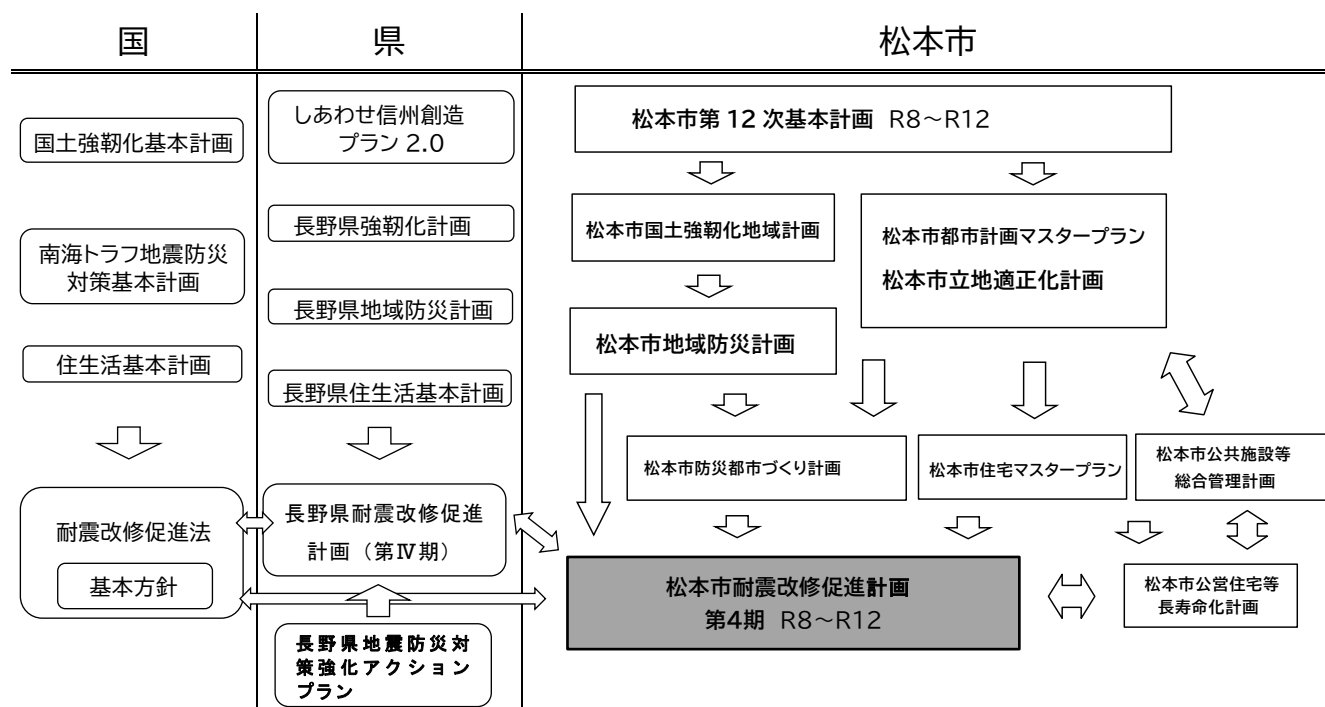 国
県
松本市
国土強靭化基本計画
南海トラフ地震防災
対策基本計画
住生活基本計画
耐震改修促進法
基本方針
しあわせ信州創造
プラン 2.0
長野県強靭化計画
長野県地域防災計画
長野県住生活基本計画
長野県耐震改修促進
計画（第Ⅳ期）
長野県地震防災対
策強化アクション
プラン
松本市第 12 次基本計画 R8～R12
松本市国土強靭化地域計画
松本市都市計画マスタープラン
松本市立地適正化計画
松本市地域防災計画
松本市防災都市づくり計画
松本市住宅マスタープラン
松本市公共施設等
総合管理計画
松本市耐震改修促進計画
第4期 R8～R12
松本市公営住宅等
長寿命化計画